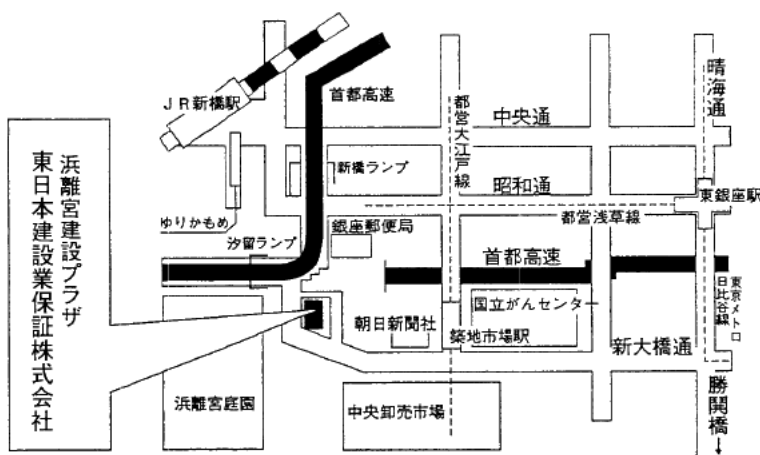 浜離宮建設プラザ
東日本建設業保証株式会社
JR新橋駅
首都高速
都営大江戸線
中央通
晴海通
新橋ランプ
昭和通
東銀座駅
ゆりかもめ
都営浅草線
汐留ランプ
銀座郵便局
首都高速
東京メトロ
日比谷線
国立がんセンター
朝日新聞社
築地市場駅
新大橋通
浜離宮庭園
中央卸売市場
勝関橋